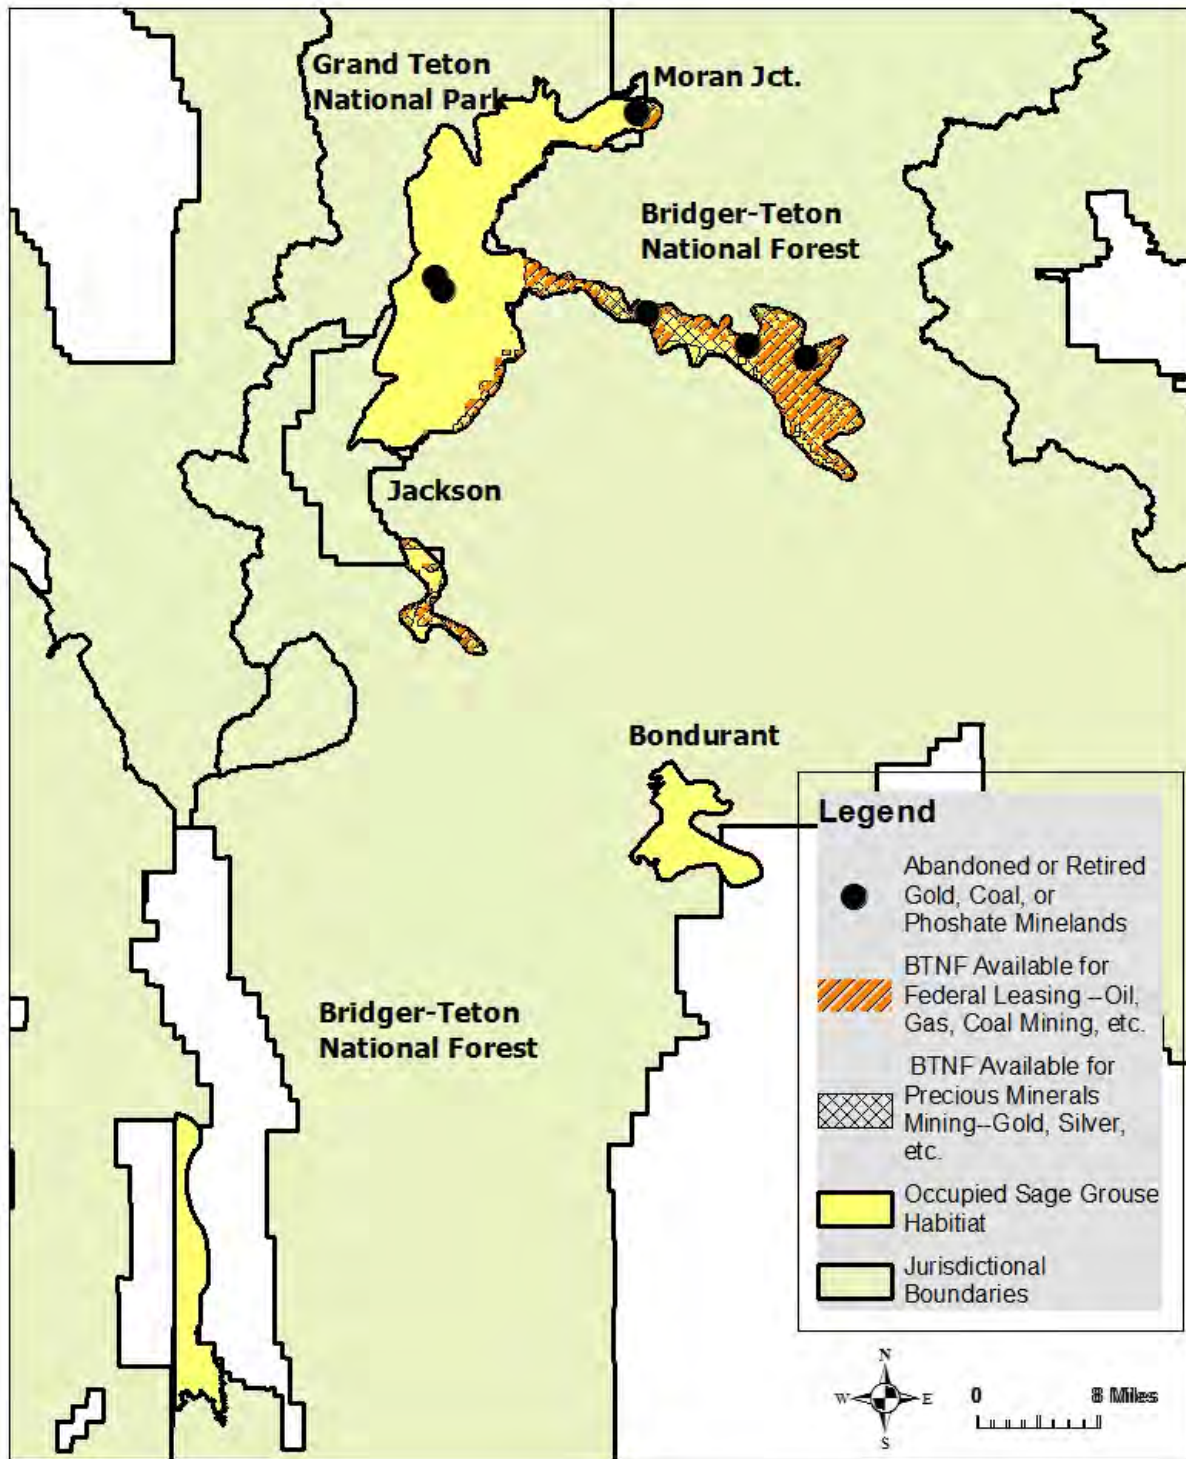 Grand Teton
National Park
Moran Jct.
Bridger-Teton
National Forest
Jackson
Bondurant
Bridger-Teton
National Forest
Legend
Abandoned or Retired
Gold, Coal, or
Phoshate Minelands
BTNF Available for
Federal Leasing --Oil,
Gas, Coal Mining, etc.
BTNF Available for
Precious Minerals
Mining--Gold, Silver,
etc.
Occupied Sage Grouse
Habitiat
Jurisdictional
Boundaries
N
W E
S
0 8 Miles